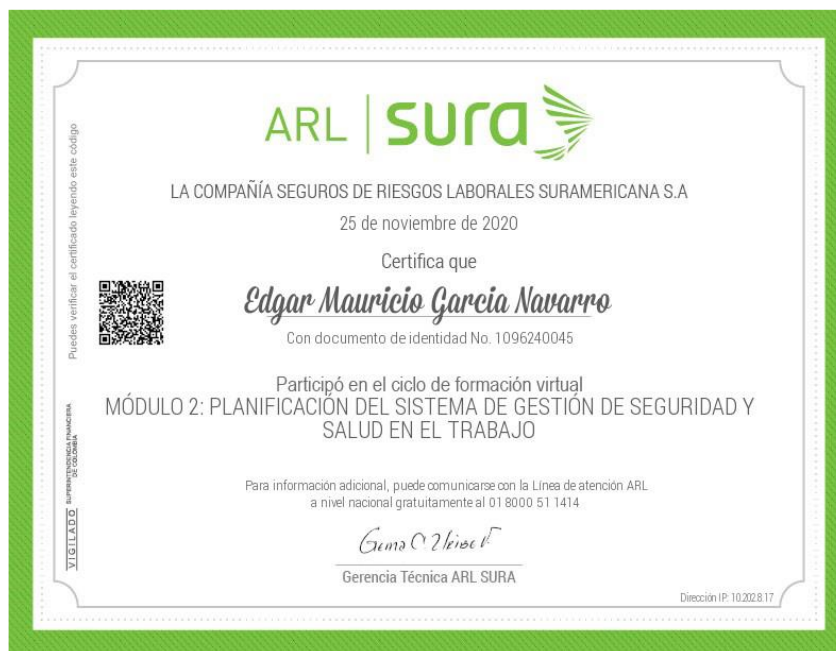 ARL | sura
LA COMPAÑÍA SEGUROS DE RIESGOS LABORALES SURAMERICANA S.A
25 de noviembre de 2020
Certifica que
Edgar Mauricio Garcia Navarro
Con documento de identidad No. 1096240045
Participó en el ciclo de formación virtual
MÓDULO 2: PLANIFICACIÓN DEL SISTEMA DE GESTIÓN DE SEGURIDAD Y
SALUD EN EL TRABAJO
Para información adicional, puede comunicarse con la Línea de atención ARL
a nivel nacional gratuitamente al 01 8000 51 1414
Gerencia Técnica ARL SURA
Dirección IP: 10.202.8.17
Puedes verificar el certificado leyendo este código
VIGILADO SUPERINTENDENCIA FINANCIERA
DE COLOMBIA